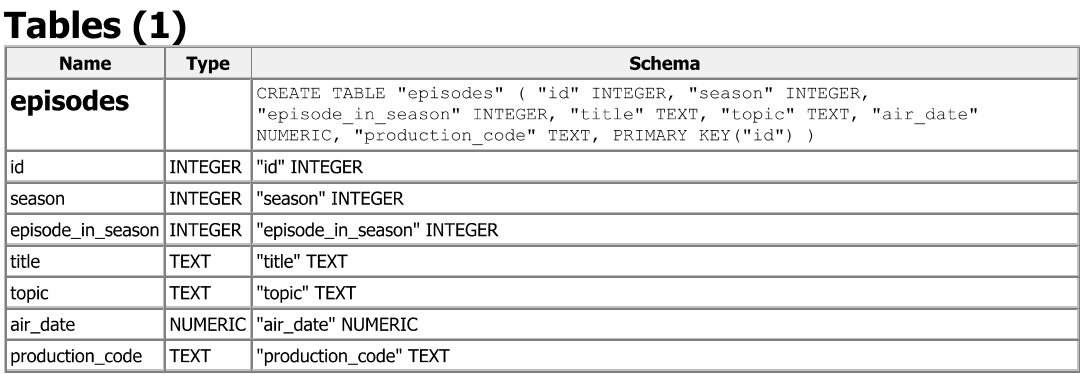 Tables (1)
Name Type Schema
episodes CREATE TABLE "episodes" ( "id" INTEGER, "season" INTEGER,
"episode_in_season" INTEGER, "title" TEXT, "topic" TEXT, "air_date"
NUMERIC, "production_code" TEXT, PRIMARY KEY("id") )
id INTEGER "id" INTEGER
season INTEGER "season" INTEGER
episode_in_season INTEGER "episode_in_season" INTEGER
title TEXT "title" TEXT
topic TEXT "topic" TEXT
air_date NUMERIC "air_date" NUMERIC
production_code TEXT "production_code" TEXT